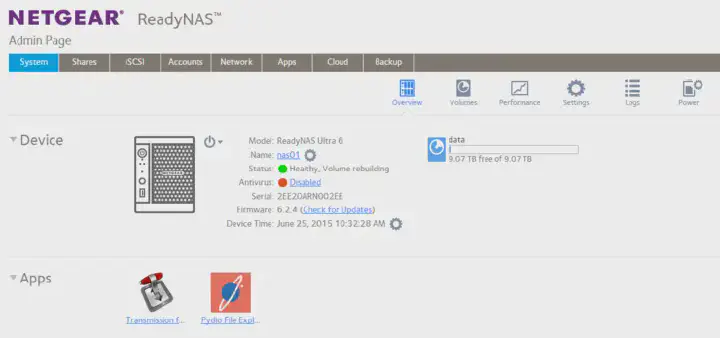 NETGEAR® ReadyNAS™
Admin Page
System Shares iSCSI Accounts Network Apps Cloud Backup
Overview Volumes Performance Settings Logs Power
Device
Model: ReadyNAS Ultra 6
Name: nas01
Status: Healthy, Volume rebuilding
Antivirus: Disabled
Serial: 2EE20ARN002EE
Firmware: 6.2.4 (Check for Updates)
Device Time: June 25, 2015 10:32:28 AM
data
9.07 TB free of 9.07 TB
Apps
Transmission f...
Pydio File Expl...